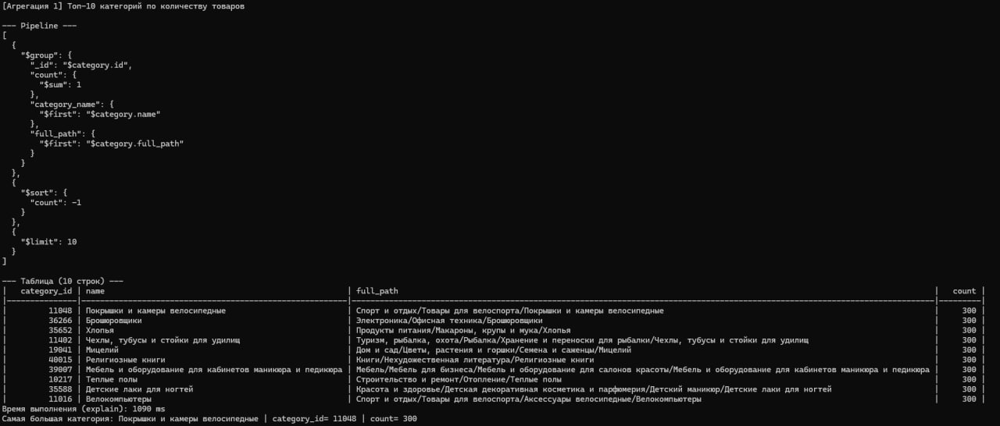 [Агрегация 1] Топ-10 категорий по количеству товаров
--- Pipeline ---
[
  {
    "$group": {
      "_id": "$category.id",
      "count": {
        "$sum": 1
      },
      "category_name": {
        "$first": "$category.name"
      },
      "full_path": {
        "$first": "$category.full_path"
      }
    }
  },
  {
    "$sort": {
      "count": -1
    }
  },
  {
    "$limit": 10
  }
]
--- Таблица (10 строк) ---
| category_id | name | full_path | count |
| 11048 | Покрышки и камеры велосипедные | Спорт и отдых/Товары для велоспорта/Покрышки и камеры велосипедные | 300 |
| 36266 | Брошюровщики | Электроника/Офисная техника/Брошюровщики | 300 |
| 35652 | Хлопья | Продукты питания/Макароны, крупы и мука/Хлопья | 300 |
| 11402 | Чехлы, тубусы и стойки для удилищ | Туризм, рыбалка, охота/Рыбалка/Хранение и переноски для рыбалки/Чехлы, тубусы и стойки для удилищ | 300 |
| 19041 | Мицелий | Дом и сад/Цветы, растения и горшки/Семена и саженцы/Мицелий | 300 |
| 40015 | Религиозные книги | Книги/Нехудожественная литература/Религиозные книги | 300 |
| 39007 | Мебель и оборудование для кабинетов маникюра и педикюра | Мебель/Мебель для бизнеса/Мебель и оборудование для салонов красоты/Мебель и оборудование для кабинетов маникюра и педикюра | 300 |
| 10217 | Теплые полы | Строительство и ремонт/Отопление/Теплые полы | 300 |
| 35588 | Детские лаки для ногтей | Красота и здоровье/Детская декоративная косметика и парфюмерия/Детский маникюр/Детские лаки для ногтей | 300 |
| 11016 | Велокомпьютеры | Спорт и отдых/Товары для велоспорта/Аксессуары велосипедные/Велокомпьютеры | 300 |
Время выполнения (explain): 1090 ms
Самая большая категория: Покрышки и камеры велосипедные | category_id= 11048 | count= 300